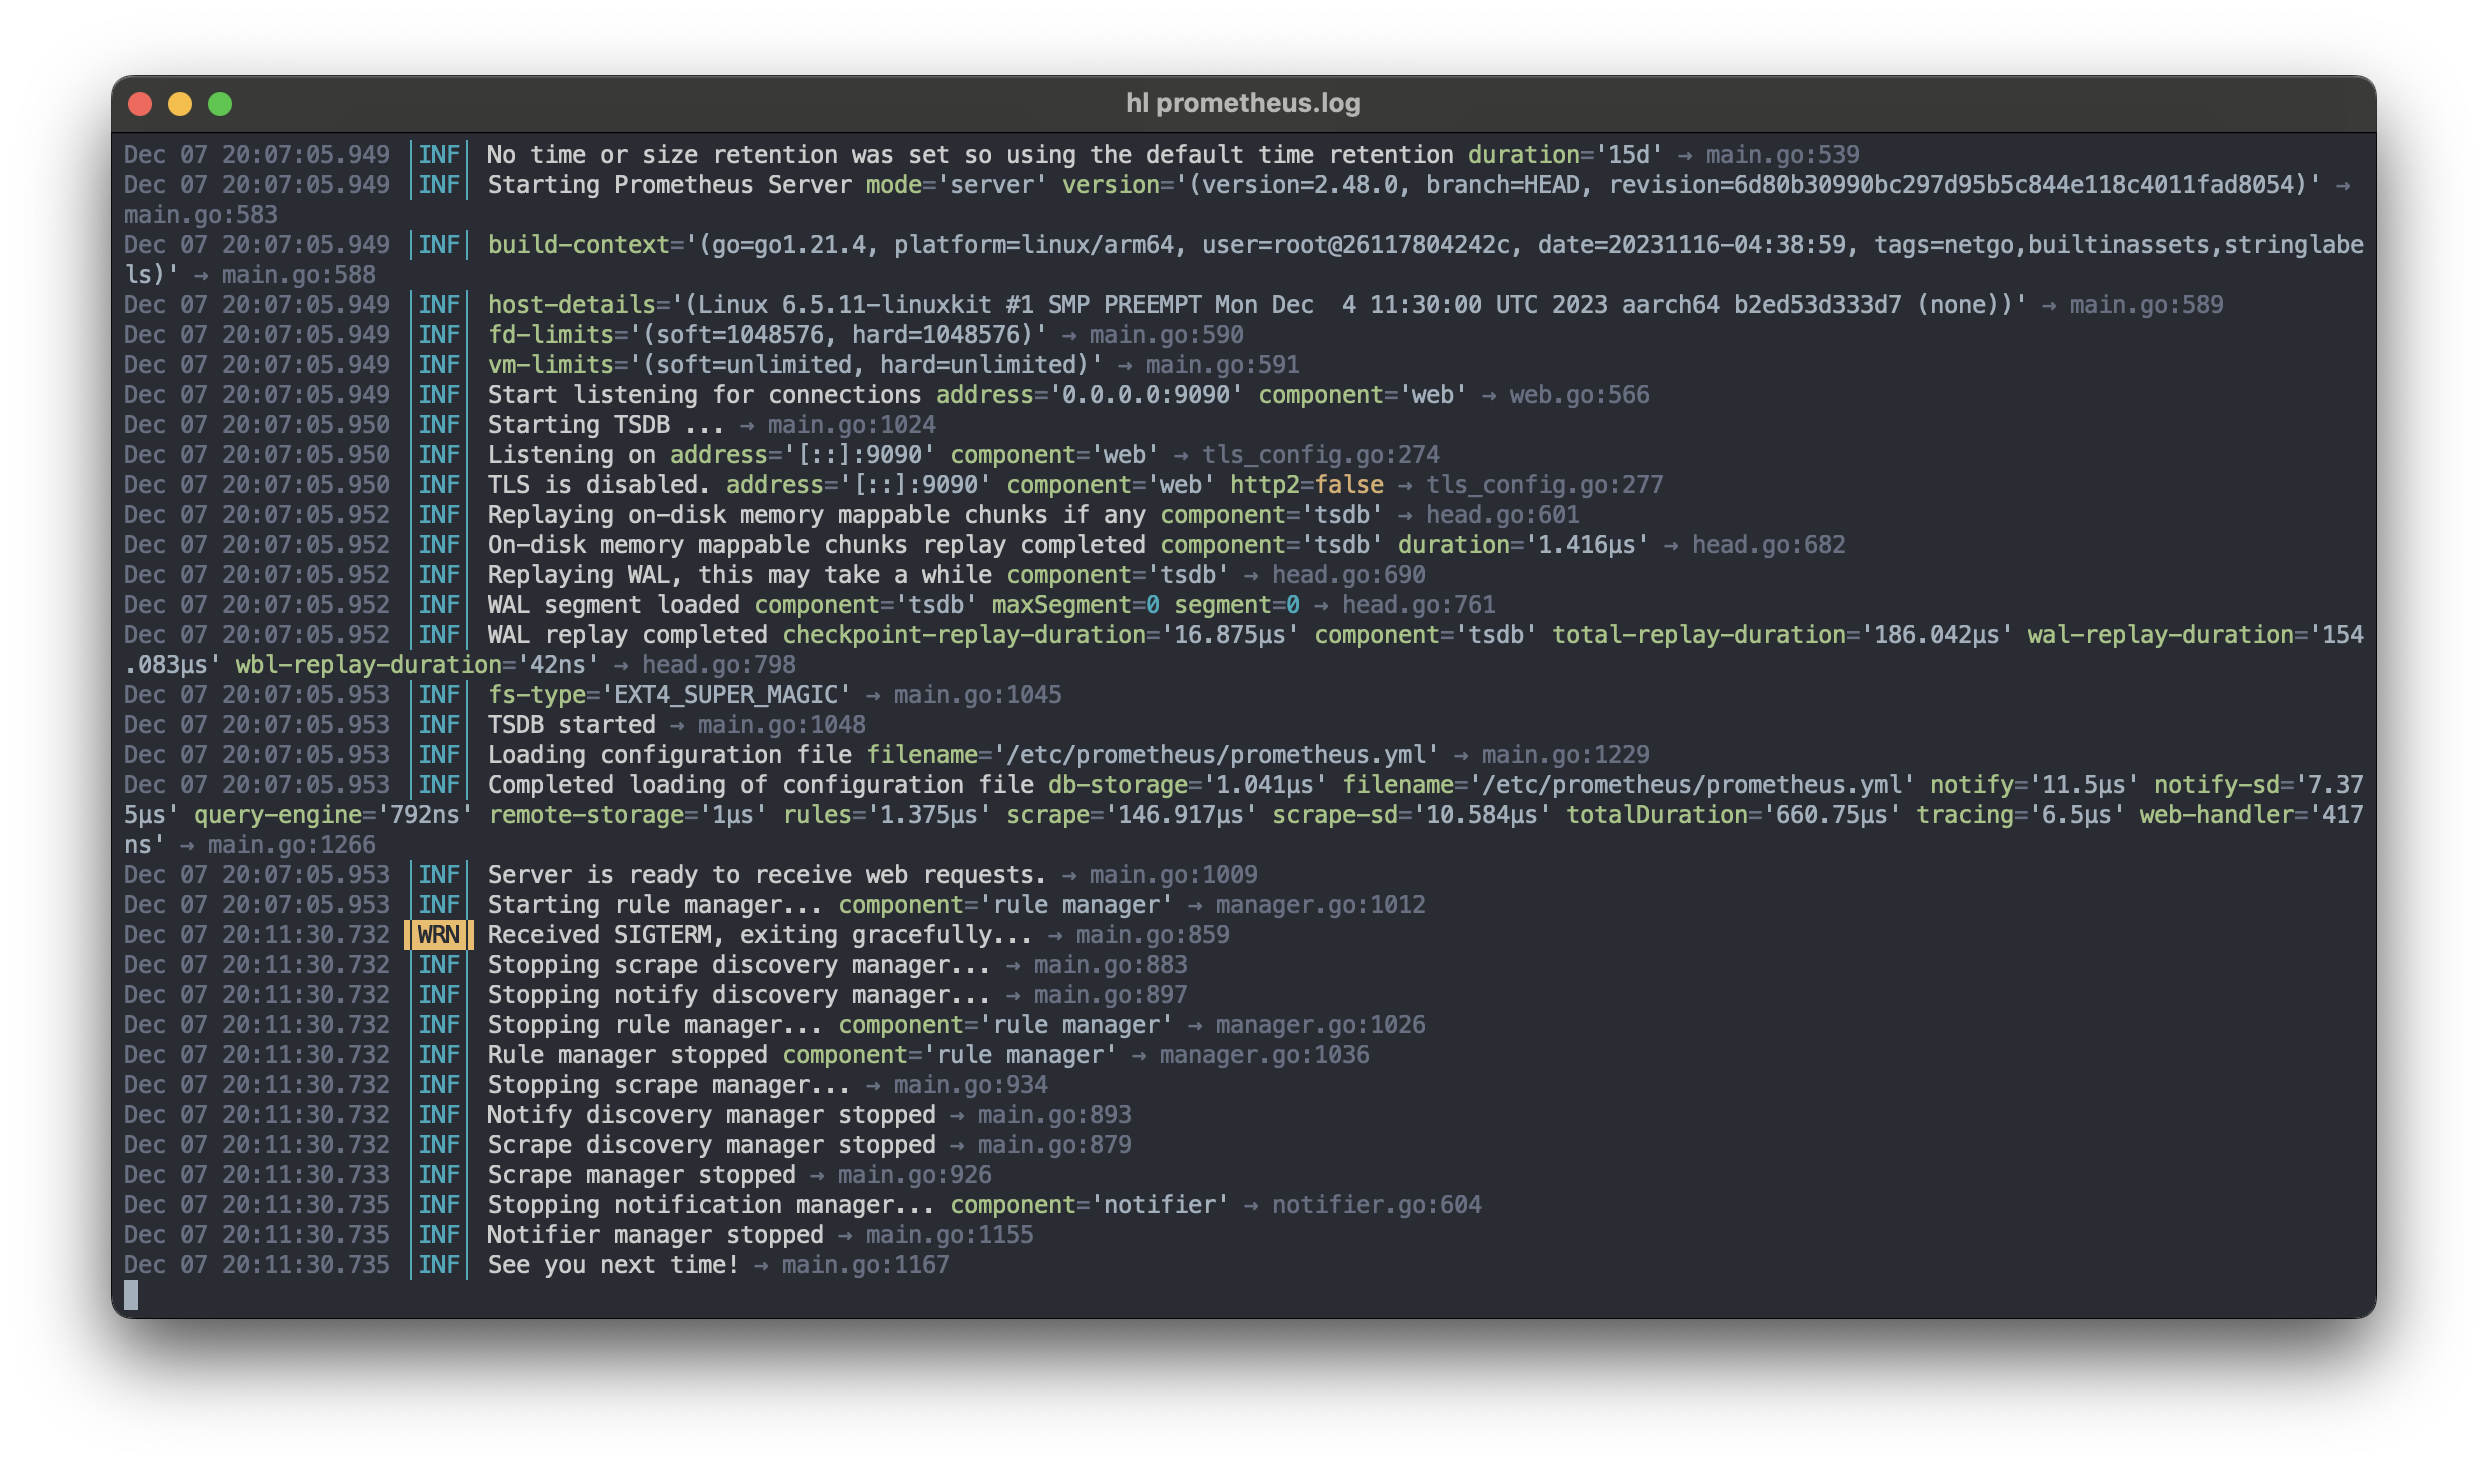 hl prometheus.log
Dec 07 20:07:05.949 |INF| No time or size retention was set so using the default time retention duration='15d' → main.go:539
Dec 07 20:07:05.949 |INF| Starting Prometheus Server mode='server' version='(version=2.48.0, branch=HEAD, revision=6d80b30990bc297d95b5c844e118c4011fad8054)' →
main.go:583
Dec 07 20:07:05.949 |INF| build-context='(go=go1.21.4, platform=linux/arm64, user=root@26117804242c, date=20231116-04:38:59, tags=netgo,builtinassets,stringlabe
ls)' → main.go:588
Dec 07 20:07:05.949 |INF| host-details='(Linux 6.5.11-linuxkit #1 SMP PREEMPT Mon Dec  4 11:30:00 UTC 2023 aarch64 b2ed53d333d7 (none))' → main.go:589
Dec 07 20:07:05.949 |INF| fd-limits='(soft=1048576, hard=1048576)' → main.go:590
Dec 07 20:07:05.949 |INF| vm-limits='(soft=unlimited, hard=unlimited)' → main.go:591
Dec 07 20:07:05.949 |INF| Start listening for connections address='0.0.0.0:9090' component='web' → web.go:566
Dec 07 20:07:05.950 |INF| Starting TSDB ... → main.go:1024
Dec 07 20:07:05.950 |INF| Listening on address='[::]:9090' component='web' → tls_config.go:274
Dec 07 20:07:05.950 |INF| TLS is disabled. address='[::]:9090' component='web' http2=false → tls_config.go:277
Dec 07 20:07:05.952 |INF| Replaying on-disk memory mappable chunks if any component='tsdb' → head.go:601
Dec 07 20:07:05.952 |INF| On-disk memory mappable chunks replay completed component='tsdb' duration='1.416µs' → head.go:682
Dec 07 20:07:05.952 |INF| Replaying WAL, this may take a while component='tsdb' → head.go:690
Dec 07 20:07:05.952 |INF| WAL segment loaded component='tsdb' maxSegment=0 segment=0 → head.go:761
Dec 07 20:07:05.952 |INF| WAL replay completed checkpoint-replay-duration='16.875µs' component='tsdb' total-replay-duration='186.042µs' wal-replay-duration='154
.083µs' wbl-replay-duration='42ns' → head.go:798
Dec 07 20:07:05.953 |INF| fs-type='EXT4_SUPER_MAGIC' → main.go:1045
Dec 07 20:07:05.953 |INF| TSDB started → main.go:1048
Dec 07 20:07:05.953 |INF| Loading configuration file filename='/etc/prometheus/prometheus.yml' → main.go:1229
Dec 07 20:07:05.953 |INF| Completed loading of configuration file db-storage='1.041µs' filename='/etc/prometheus/prometheus.yml' notify='11.5µs' notify-sd='7.37
5µs' query-engine='792ns' remote-storage='1µs' rules='1.375µs' scrape='146.917µs' scrape-sd='10.584µs' totalDuration='660.75µs' tracing='6.5µs' web-handler='417
ns' → main.go:1266
Dec 07 20:07:05.953 |INF| Server is ready to receive web requests. → main.go:1009
Dec 07 20:07:05.953 |INF| Starting rule manager... component='rule manager' → manager.go:1012
Dec 07 20:11:30.732 |WRN| Received SIGTERM, exiting gracefully... → main.go:859
Dec 07 20:11:30.732 |INF| Stopping scrape discovery manager... → main.go:883
Dec 07 20:11:30.732 |INF| Stopping notify discovery manager... → main.go:897
Dec 07 20:11:30.732 |INF| Stopping rule manager... component='rule manager' → manager.go:1026
Dec 07 20:11:30.732 |INF| Rule manager stopped component='rule manager' → manager.go:1036
Dec 07 20:11:30.732 |INF| Stopping scrape manager... → main.go:934
Dec 07 20:11:30.732 |INF| Notify discovery manager stopped → main.go:893
Dec 07 20:11:30.732 |INF| Scrape discovery manager stopped → main.go:879
Dec 07 20:11:30.733 |INF| Scrape manager stopped → main.go:926
Dec 07 20:11:30.735 |INF| Stopping notification manager... component='notifier' → notifier.go:604
Dec 07 20:11:30.735 |INF| Notifier manager stopped → main.go:1155
Dec 07 20:11:30.735 |INF| See you next time! → main.go:1167